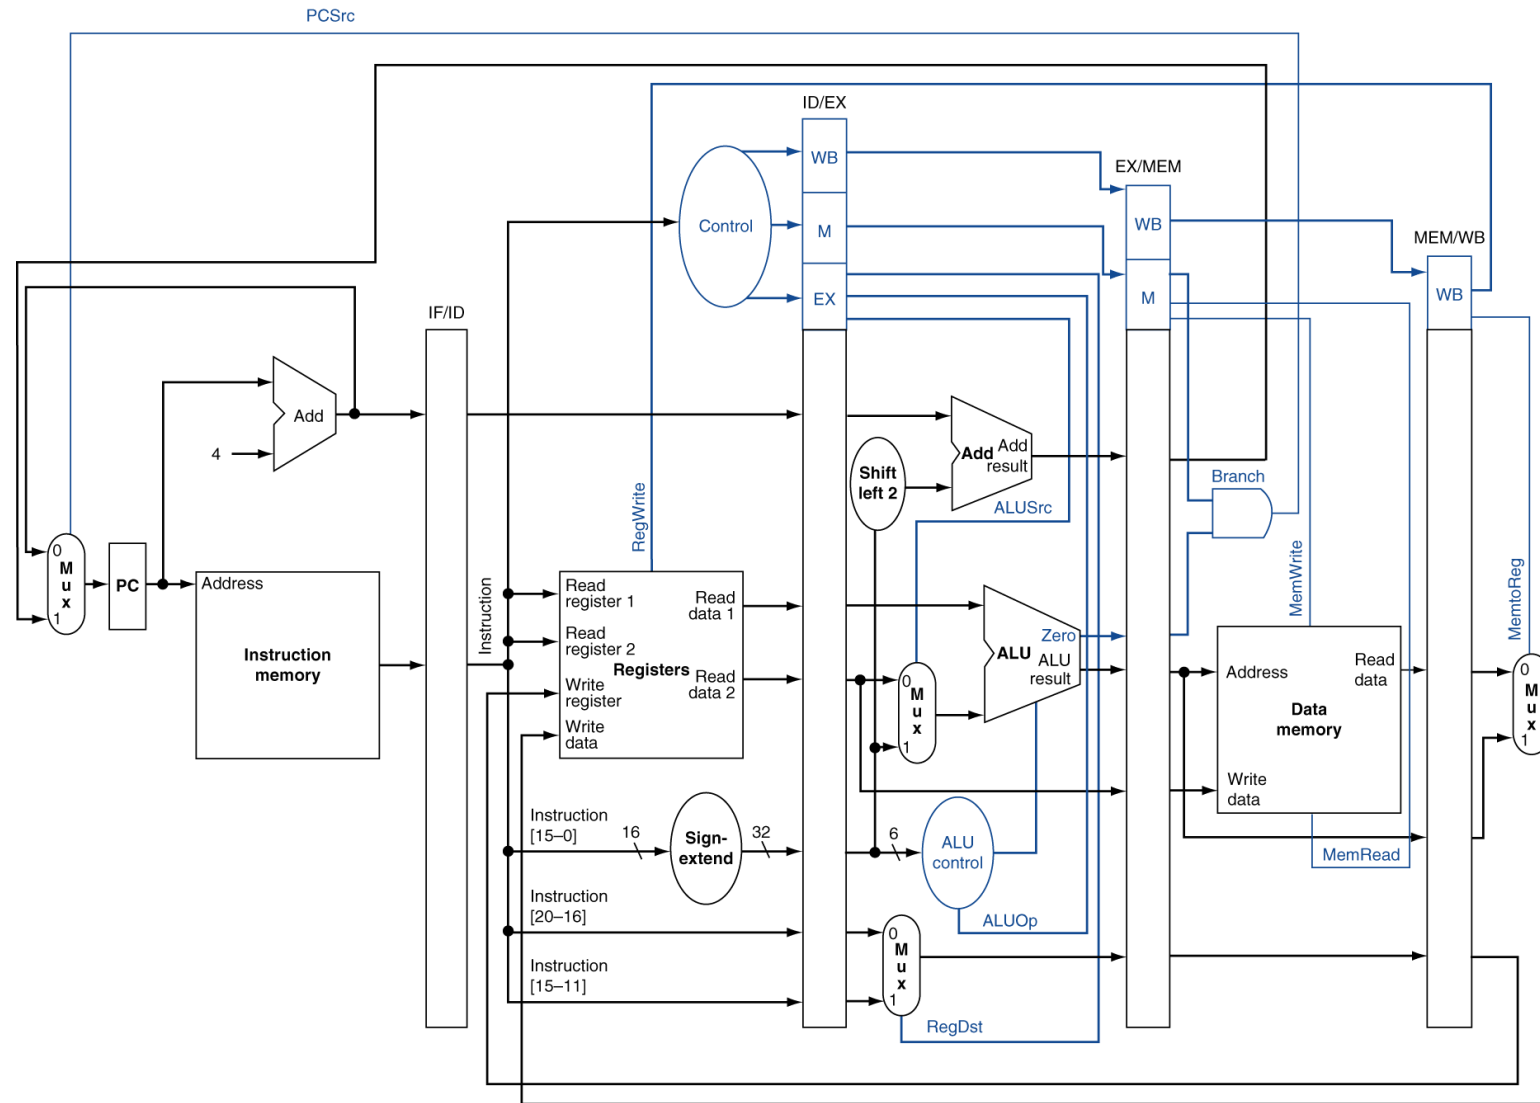 PCSrc
ID/EX
WB
EX/MEM
Control
M
WB
MEM/WB
EX
M
WB
IF/ID
Add
4
Add Add
result
Shift
left 2
Branch
ALUSrc
RegWrite
MemWrite
MemtoReg
0
M
u
x
1
PC
Address
Instruction
memory
Instruction
Read
register 1
Read
register 2
Write
register
Write
data
Registers
Read
data 1
Read
data 2
0
M
u
x
1
Zero
ALU
ALU
result
Address
Read
data
Data
memory
Write
data
MemRead
0
M
u
x
1
Instruction
[15–0]
16
Sign-
extend
32
6
ALU
control
ALUOp
Instruction
[20–16]
Instruction
[15–11]
0
M
u
x
1
RegDst